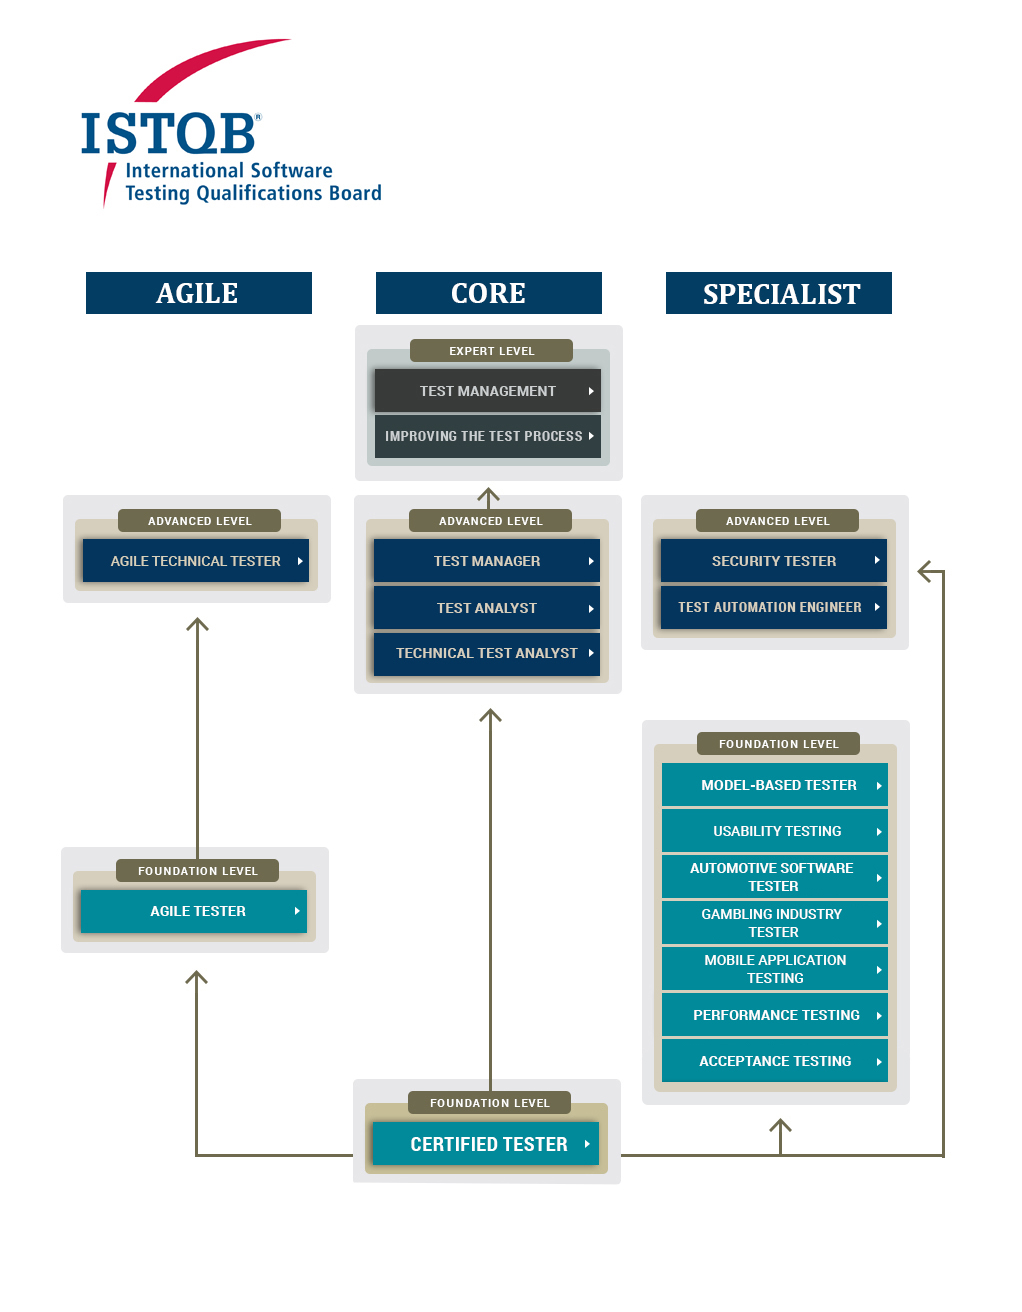 ISTQB®
International Software
Testing Qualifications Board
AGILE
CORE
SPECIALIST
EXPERT LEVEL
TEST MANAGEMENT
IMPROVING THE TEST PROCESS
ADVANCED LEVEL
AGILE TECHNICAL TESTER
ADVANCED LEVEL
TEST MANAGER
TEST ANALYST
TECHNICAL TEST ANALYST
ADVANCED LEVEL
SECURITY TESTER
TEST AUTOMATION ENGINEER
FOUNDATION LEVEL
MODEL-BASED TESTER
USABILITY TESTING
AUTOMOTIVE SOFTWARE
TESTER
GAMBLING INDUSTRY
TESTER
MOBILE APPLICATION
TESTING
PERFORMANCE TESTING
ACCEPTANCE TESTING
FOUNDATION LEVEL
AGILE TESTER
FOUNDATION LEVEL
CERTIFIED TESTER